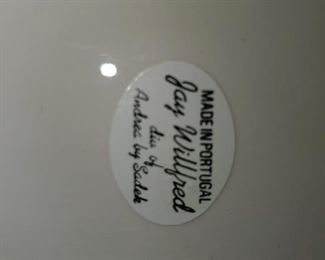 MADE IN PORTUGAL
Jay Willfred
div of
Andrea by Sadek